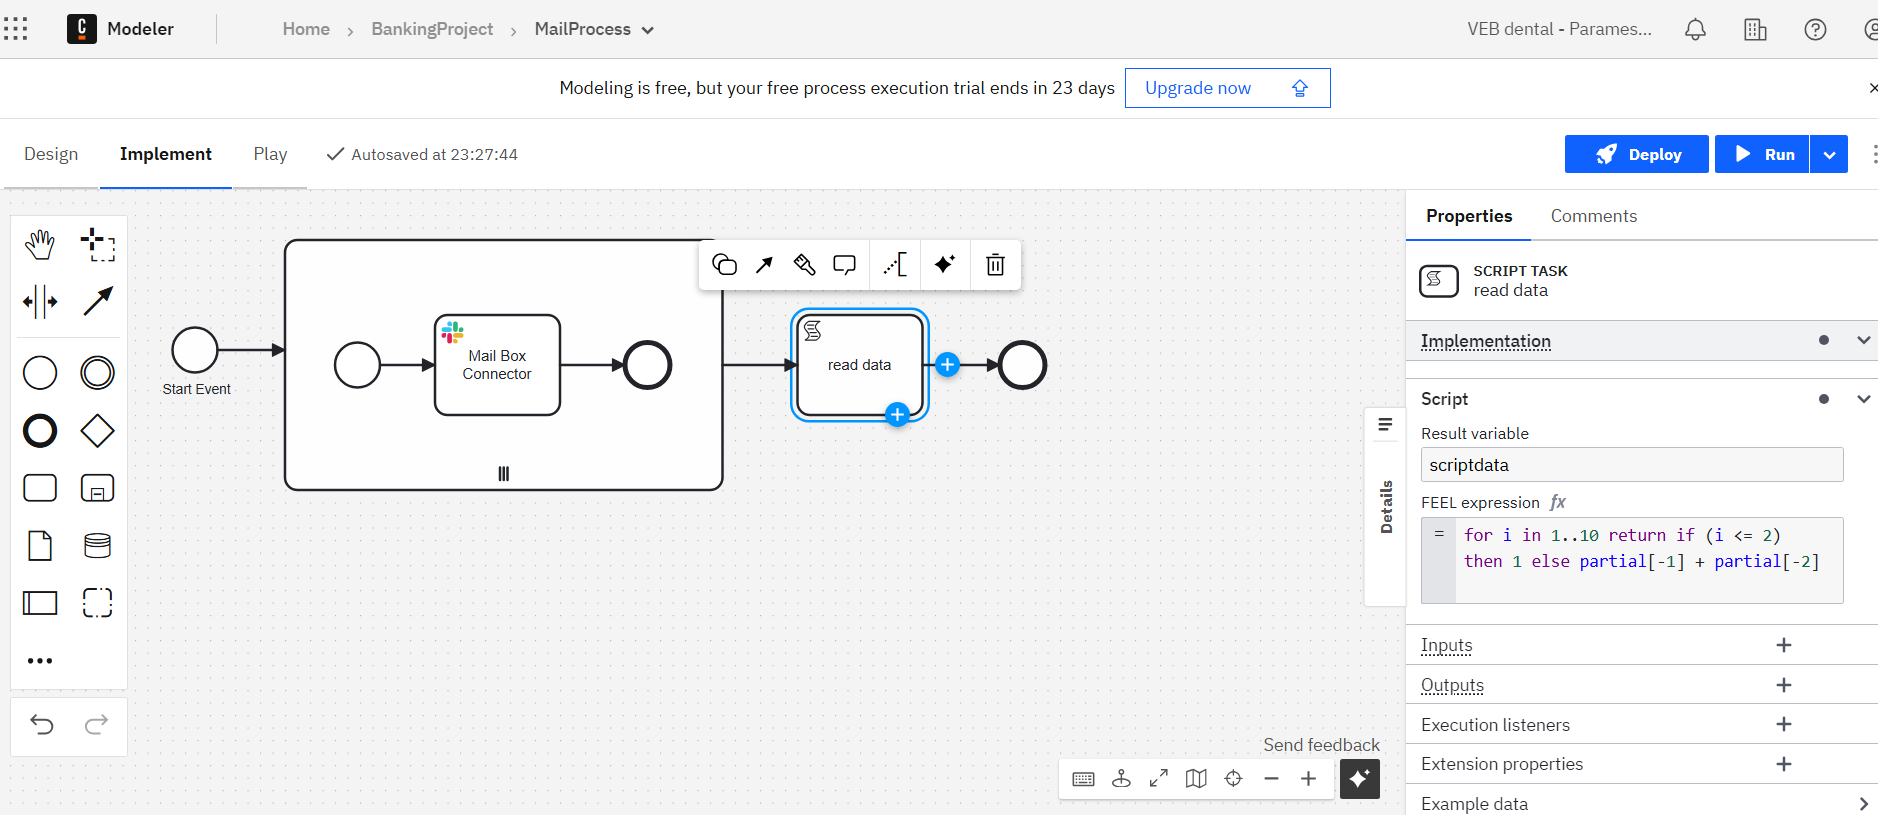 Modeler
Home
BankingProject
MailProcess
VEB dental - Parames...
Modeling is free, but your free process execution trial ends in 23 days
Upgrade now
Design
Implement
Play
Autosaved at 23:27:44
Deploy
Run
Properties
Comments
SCRIPT TASK
read data
Start Event
Mail Box
Connector
read data
Details
Implementation
Script
Result variable
scriptdata
FEEL expression fx
= for i in 1..10 return if (i <= 2)
then 1 else partial[-1] + partial[-2]
Inputs
Outputs
Execution listeners
Extension properties
Example data
Send feedback